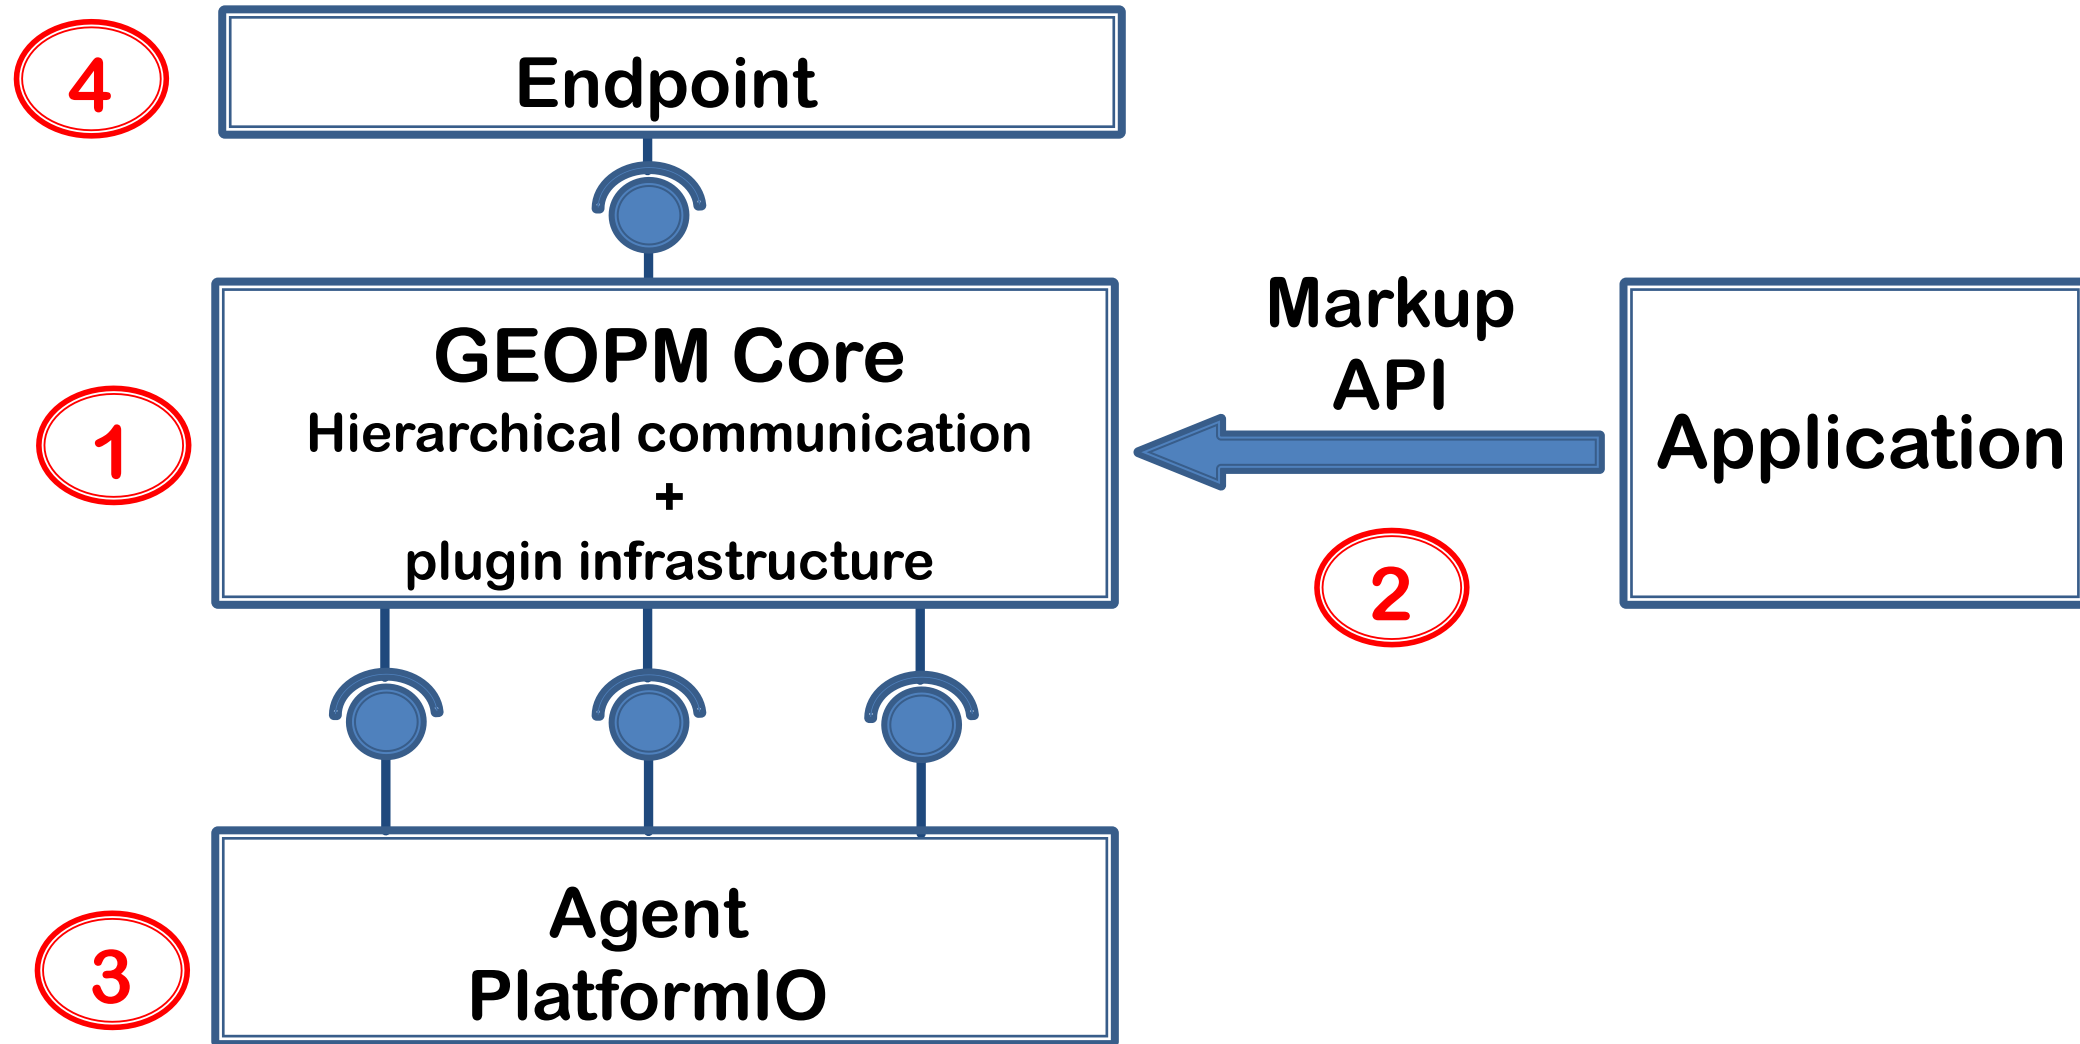 4
Endpoint
1
GEOPM Core
Hierarchical communication
+
plugin infrastructure
Markup
API
2
Application
3
Agent
PlatformIO